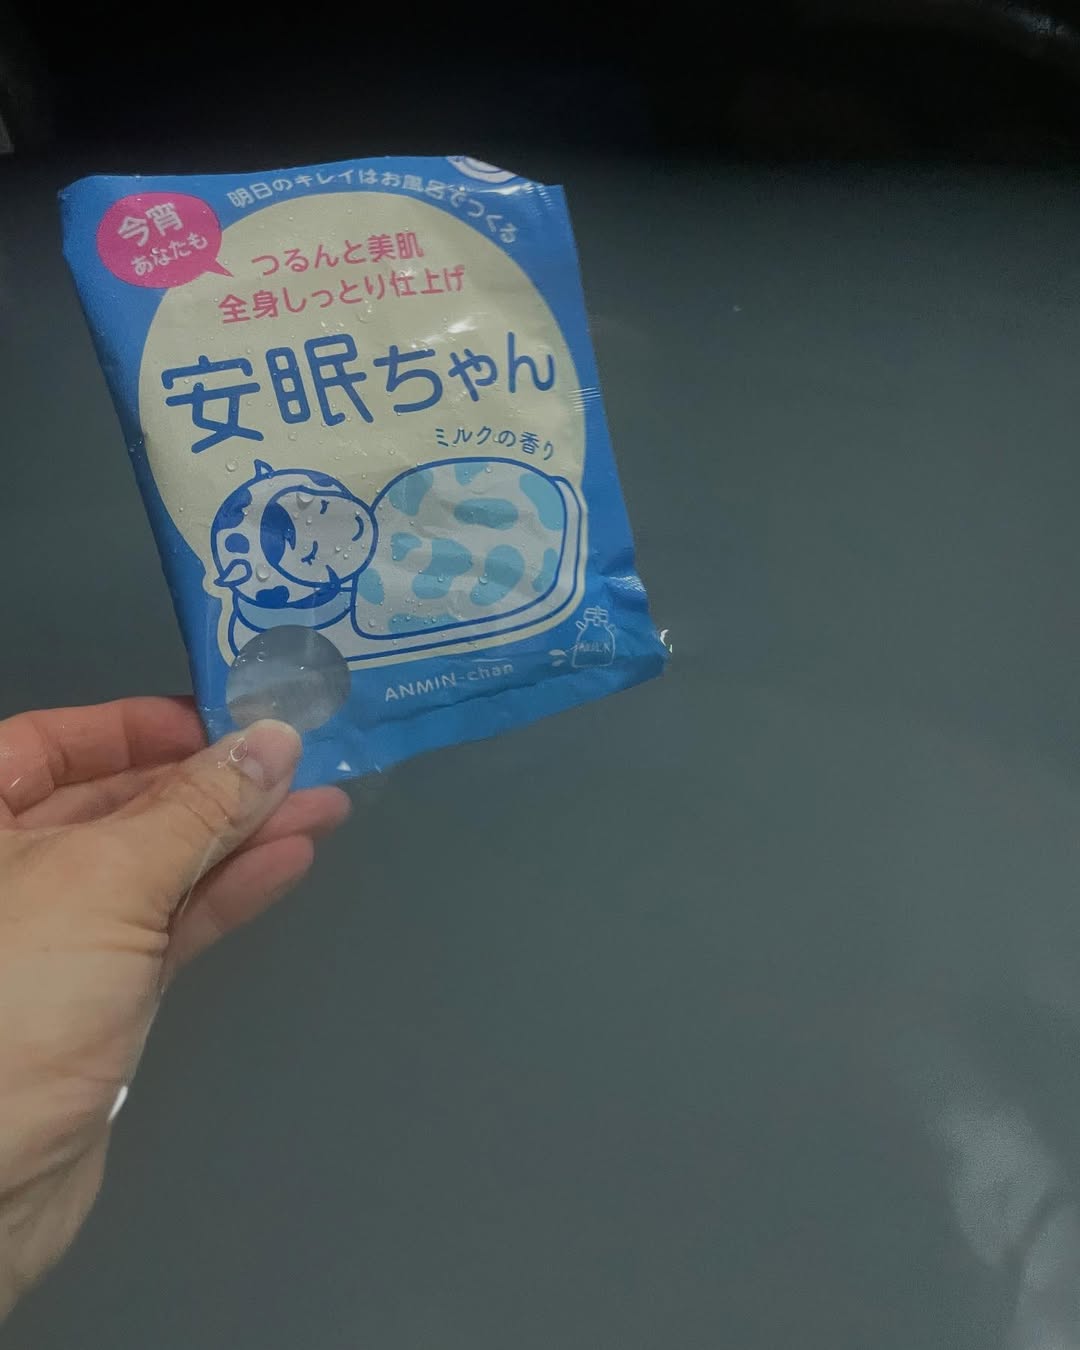 明日のキレイはお風呂でつくる
今宵
あなたも
つるんと美肌
全身しっとり仕上げ
安眠ちゃん
ミルクの香り
MILK
ANMIN-chan